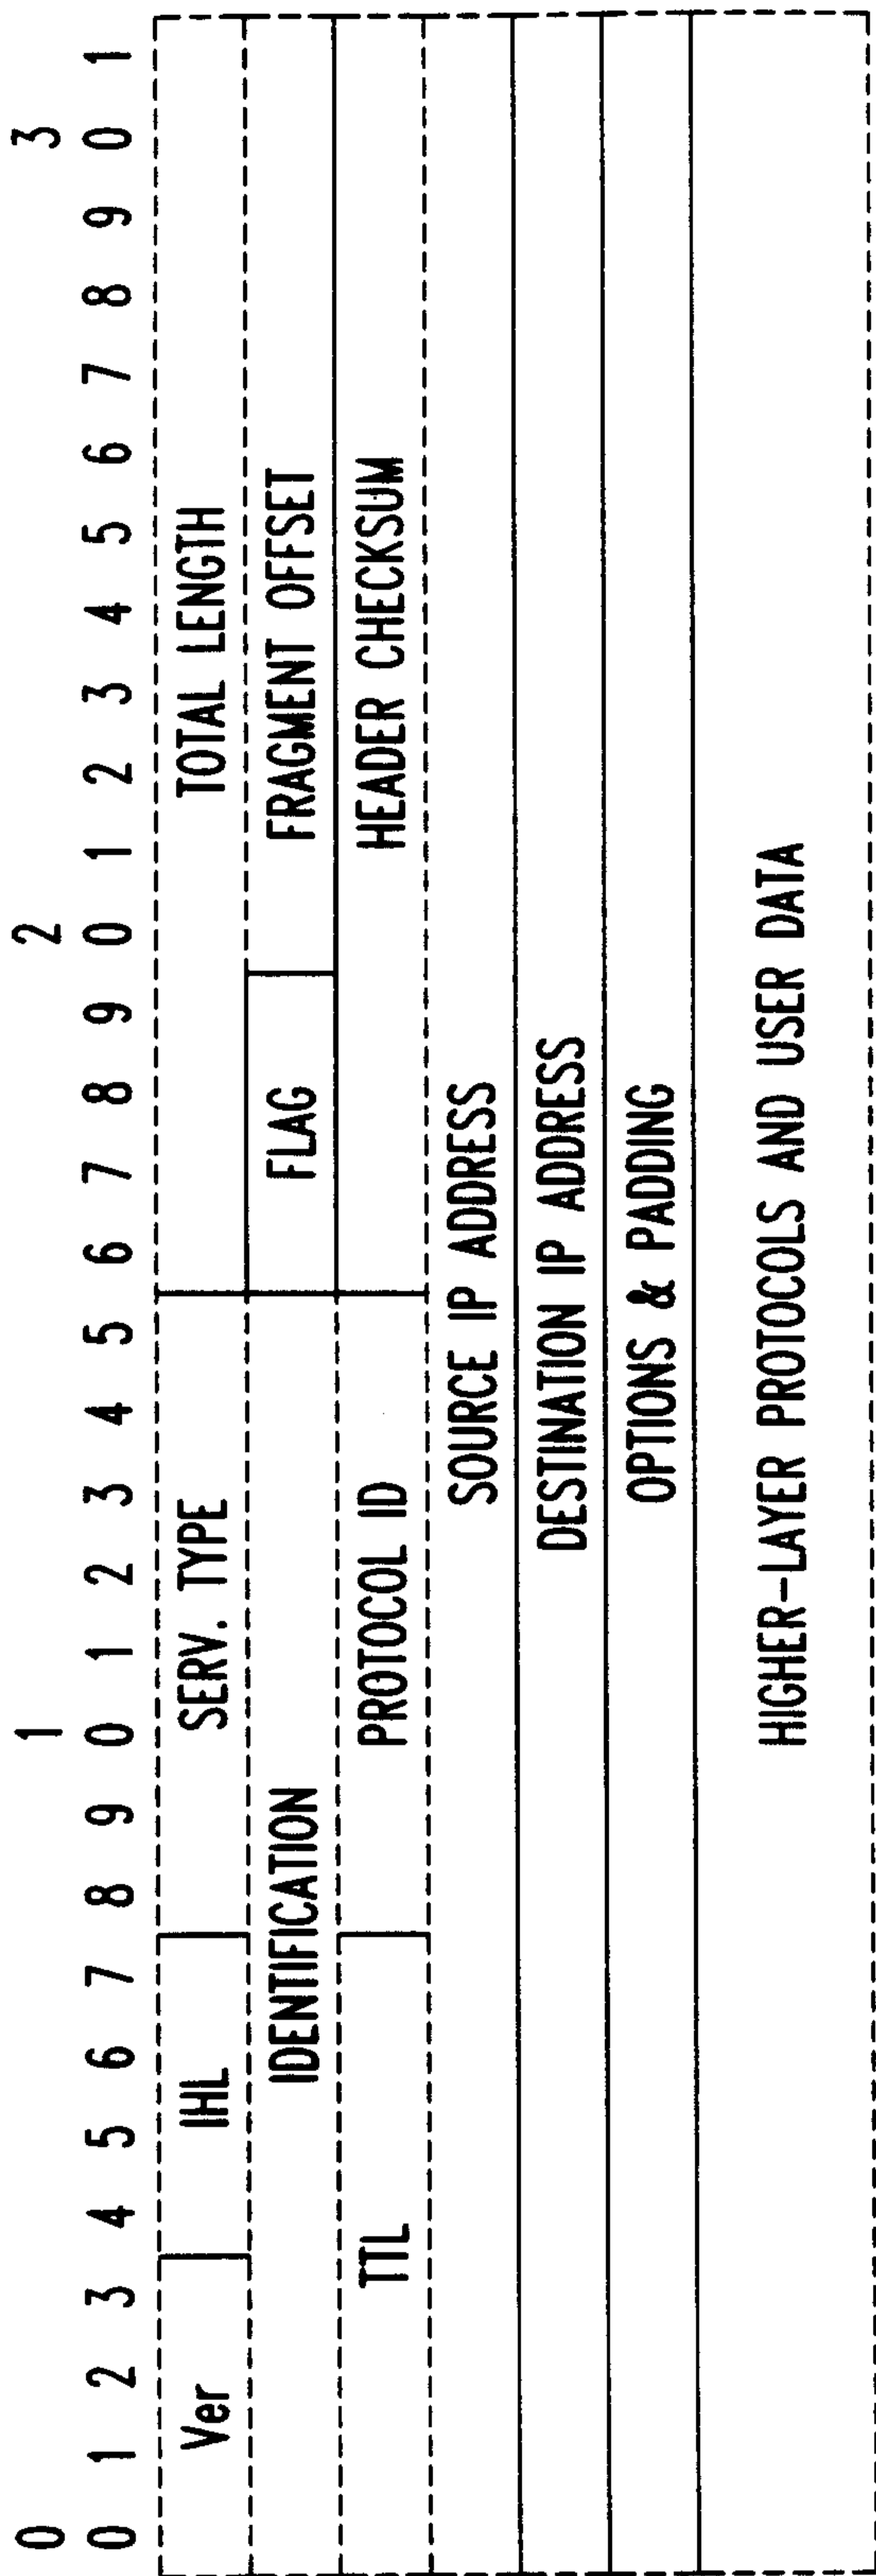 0 1 2 3
0 1 2 3 4 5 6 7 8 9 0 1 2 3 4 5 6 7 8 9 0 1 2 3 4 5 6 7 8 9 0 1
Ver IHL SERV. TYPE TOTAL LENGTH
IDENTIFICATION FLAG FRAGMENT OFFSET
TTL PROTOCOL ID HEADER CHECKSUM
SOURCE IP ADDRESS
DESTINATION IP ADDRESS
OPTIONS & PADDING
HIGHER-LAYER PROTOCOLS AND USER DATA